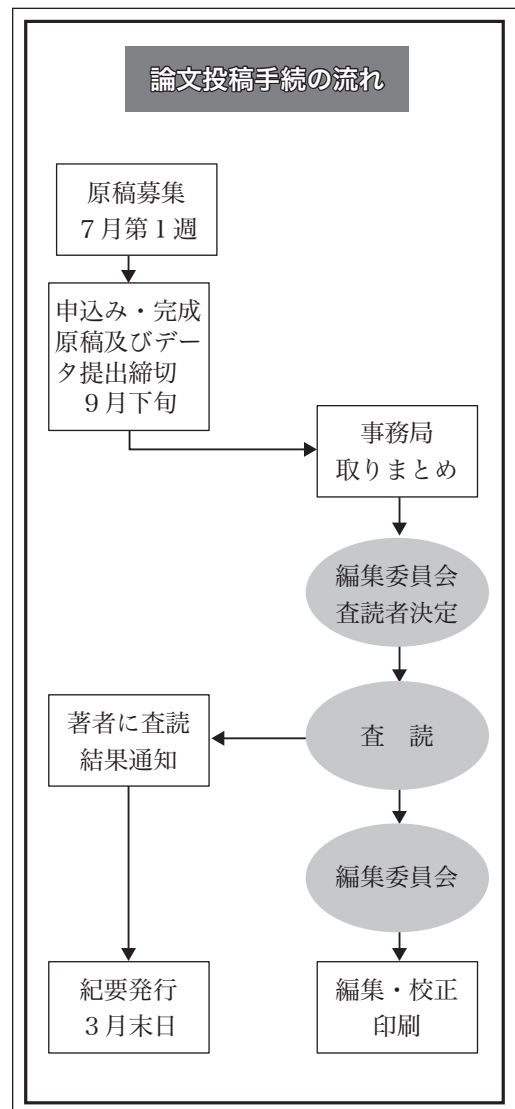 論文投稿手続の流れ
原稿募集
７月第１週
申込み・完成
原稿及びデー
タ提出締切
９月下旬
事務局
取りまとめ
編集委員会
査読者決定
査　読
著者に査読
結果通知
編集委員会
紀要発行
３月末日
編集・校正
印刷